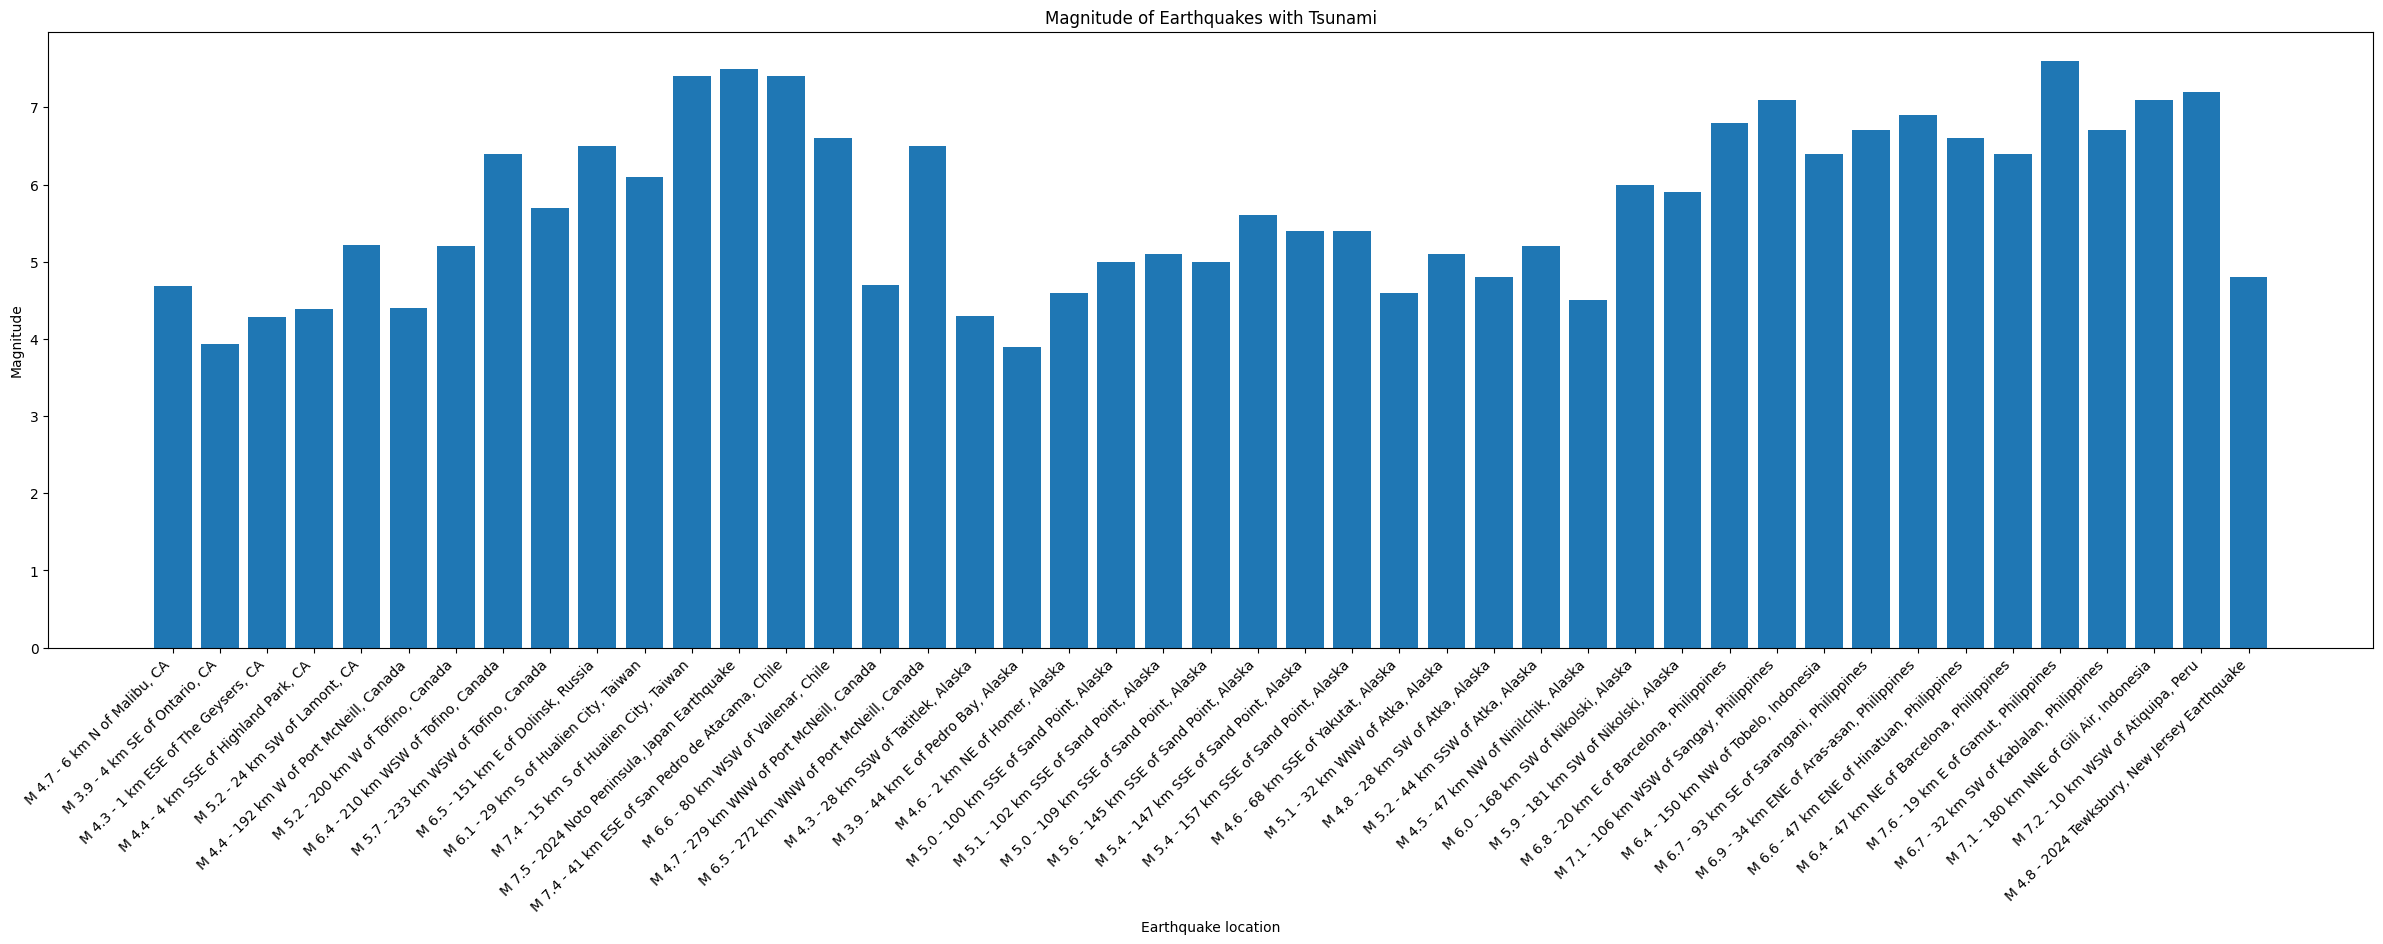 Magnitude of Earthquakes with Tsunami
Magnitude
7
6
5
4
3
2
1
0
M 4.7 - 6 km N of Malibu, CA
M 3.9 - 4 km SE of Ontario, CA
M 4.3 - 1 km ESE of The Geysers, CA
M 4.4 - 4 km SSE of Highland Park, CA
M 5.2 - 24 km SW of Lamont, CA
M 4.4 - 192 km W of Port McNeill, Canada
M 5.2 - 200 km W of Tofino, Canada
M 6.4 - 210 km WSW of Tofino, Canada
M 5.7 - 233 km WSW of Tofino, Canada
M 6.5 - 151 km E of Dolinsk, Russia
M 6.1 - 29 km S of Hualien City, Taiwan
M 7.4 - 15 km S of Hualien City, Taiwan
M 7.5 - 2024 Noto Peninsula, Japan Earthquake
M 7.4 - 41 km ESE of San Pedro de Atacama, Chile
M 6.6 - 80 km WSW of Vallenar, Chile
M 4.7 - 279 km WNW of Port McNeill, Canada
M 6.5 - 272 km WNW of Port McNeill, Canada
M 4.3 - 28 km SSW of Tatitlek, Alaska
M 3.9 - 44 km E of Pedro Bay, Alaska
M 4.6 - 2 km NE of Homer, Alaska
M 5.0 - 100 km SSE of Sand Point, Alaska
M 5.1 - 102 km SSE of Sand Point, Alaska
M 5.0 - 109 km SSE of Sand Point, Alaska
M 5.6 - 145 km SSE of Sand Point, Alaska
M 5.4 - 147 km SSE of Sand Point, Alaska
M 5.4 - 157 km SSE of Sand Point, Alaska
M 4.6 - 68 km SSE of Yakutat, Alaska
M 5.1 - 32 km WNW of Atka, Alaska
M 4.8 - 28 km SW of Atka, Alaska
M 5.2 - 44 km SSW of Atka, Alaska
M 4.5 - 47 km NW of Ninilchik, Alaska
M 6.0 - 168 km SW of Nikolski, Alaska
M 5.9 - 181 km SW of Nikolski, Alaska
M 6.8 - 20 km E of Barcelona, Philippines
M 7.1 - 106 km WSW of Sangay, Philippines
M 6.4 - 150 km NW of Tobelo, Indonesia
M 6.7 - 93 km SE of Sarangani, Philippines
M 6.9 - 34 km ENE of Aras-asan, Philippines
M 6.6 - 47 km ENE of Hinatuan, Philippines
M 6.4 - 47 km NE of Barcelona, Philippines
M 7.6 - 19 km E of Gamut, Philippines
M 6.7 - 32 km SW of Kablalan, Philippines
M 7.1 - 180 km NNE of Gili Air, Indonesia
M 7.2 - 10 km WSW of Atiquipa, Peru
M 4.8 - 2024 Tewksbury, New Jersey Earthquake
Earthquake location